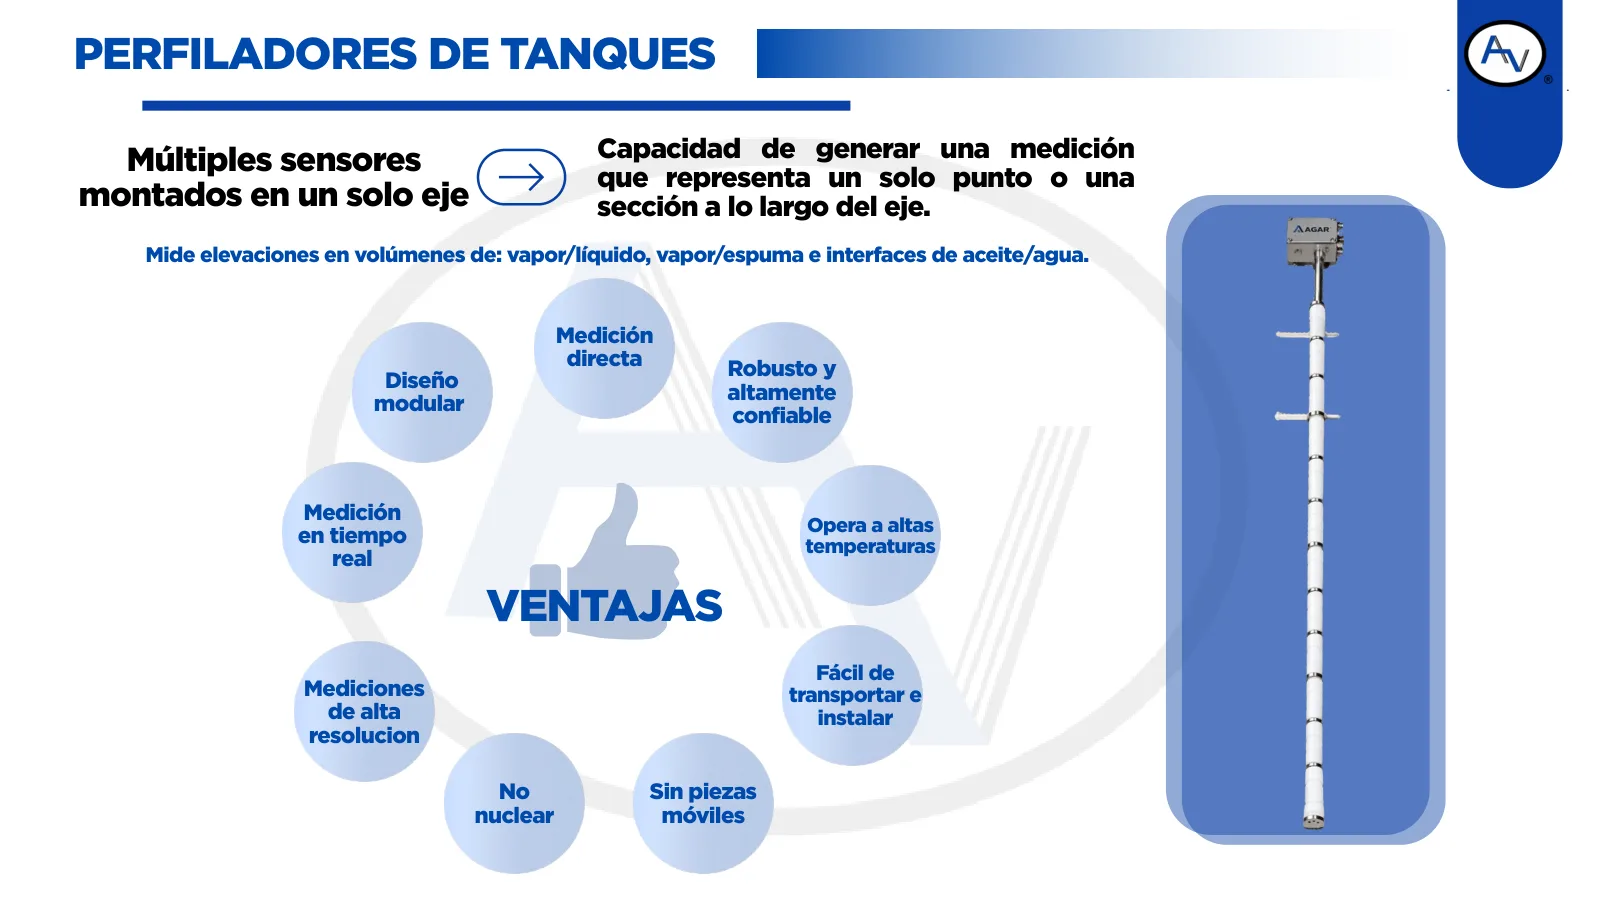 PERFILADORES DE TANQUES
AV
®
Múltiples sensores
montados en un solo eje
Capacidad de generar una medición
que representa un solo punto o una
sección a lo largo del eje.
Mide elevaciones en volúmenes de: vapor/líquido, vapor/espuma e interfaces de aceite/agua.
AGAR
Medición
directa
Diseño
modular
Robusto y
altamente
confiable
Medición
en tiempo
real
Opera a altas
temperaturas
VENTAJAS
Mediciones
de alta
resolucion
Fácil de
transportar e
instalar
No
nuclear
Sin piezas
móviles